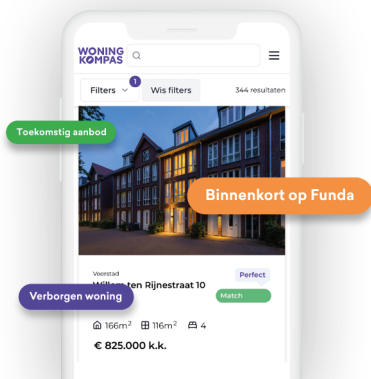 WONING
KOMPAS
Filters
1
Wis filters
344 resultaten
Toekomstig aanbod
Binnenkort op Funda
Voorstad
Willem ten Rijnestraat 10
Perfect
Match
Verborgen woning
166m²
116m²
4
€ 825.000 k.k.